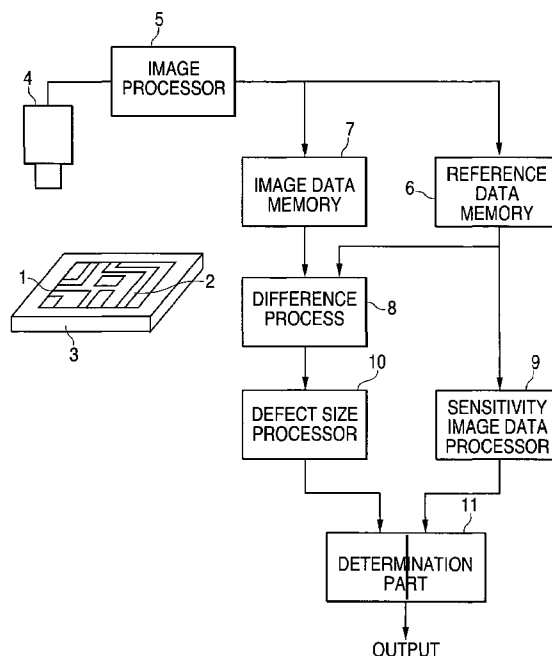 5
IMAGE
PROCESSOR
4
7
IMAGE DATA
MEMORY
6
REFERENCE
DATA
MEMORY
1
2
3
DIFFERENCE
PROCESS
8
10
DEFECT SIZE
PROCESSOR
9
SENSITIVITY
IMAGE DATA
PROCESSOR
11
DETERMINATION
PART
OUTPUT